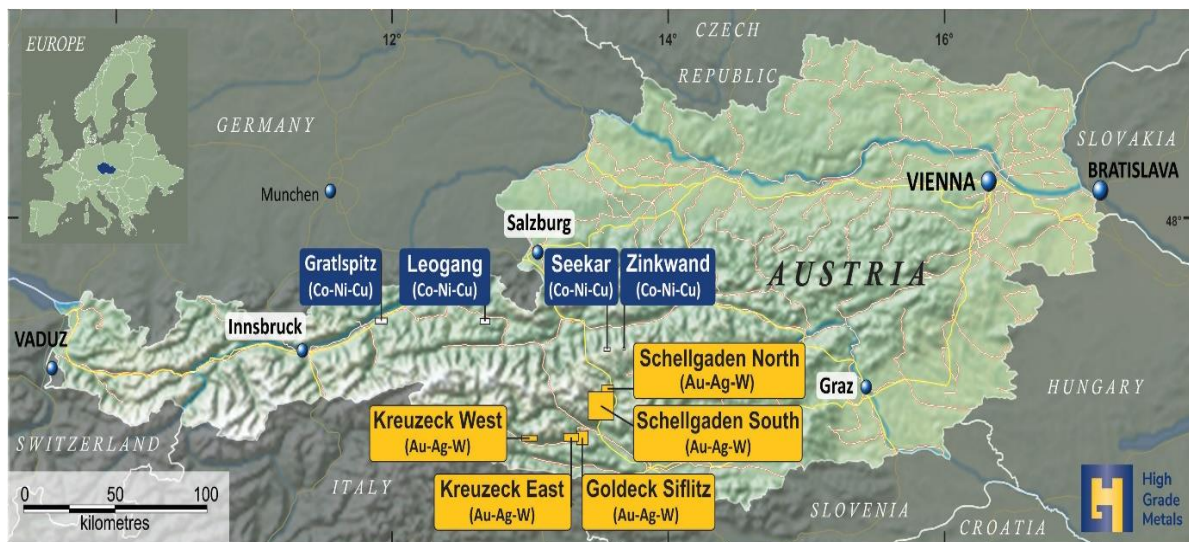 EUROPE
12
14
16
CZECH
REPUBLIC
GERMANY
SLOVAKIA
Munchen
VIENNA
BRATISLAVA
48°
Salzburg
Gratlspitz
(Co-Ni-Cu)
Leogang
(Co-Ni-Cu)
Seekar
(Co-Ni-Cu)
Zinkwand
(Co-Ni-Cu)
AUSTRIA
Innsbruck
VADUZ
Schellgaden North
(Au-Ag-W)
Graz
HUNGARY
Kreuzeck West
(Au-Ag-W)
Schellgaden South
(Au-Ag-W)
SWITZERLAND
ITALY
Kreuzeck East
(Au-Ag-W)
Goldeck Siflitz
(Au-Ag-W)
SLOVENIA
CROATIA
0 50 100
kilometres
High
Grade
Metals